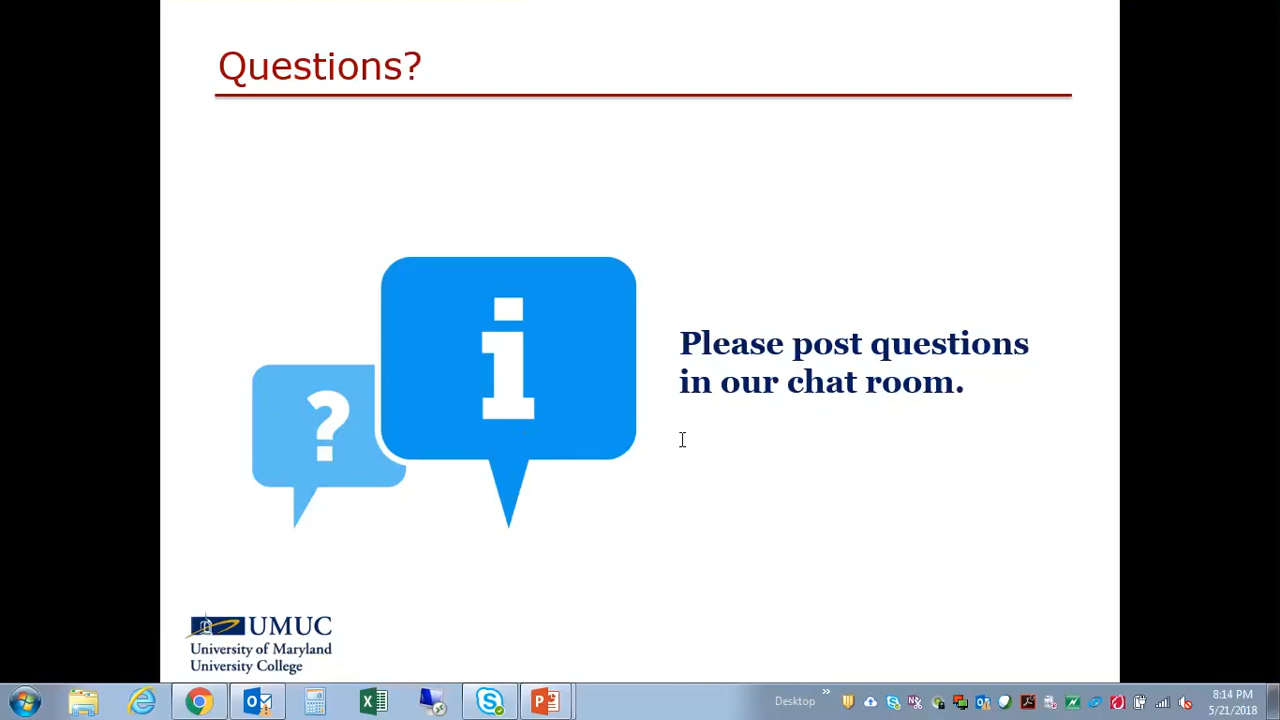 Questions?
?
i
Please post questions
in our chat room.
UMUC
University of Maryland
University College
Desktop
8:14 PM
5/21/2018